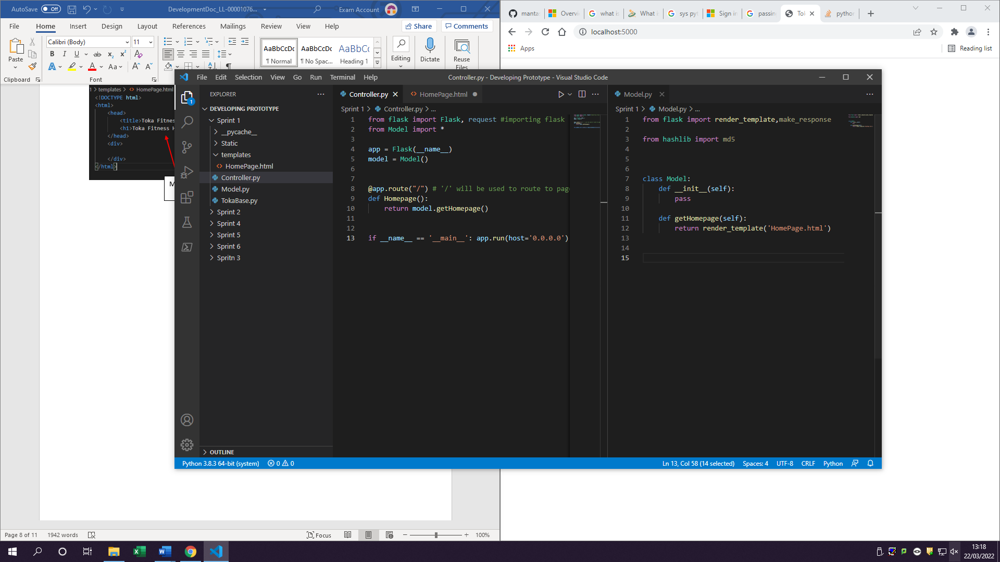 AutoSave Off DevelopmentDoc_LL-00001076... Exam Account
File Home Insert Design Layout References Mailings Review View Help Share Comments
Paste
Calibri (Body) 11
B I U ab x₂ x²
A A Aa A A
Clipboard Font
AaBbCcDc AaBbCcDc AaBbC
¶ Normal ¶ No Spac... Heading 1
Editing
Dictate
Reuse
Files
manta Overvi what is What i sys pyt Sign in passin Tok python
localhost:5000
Apps Reading list
1 > templates > <> HomePage.html
<!DOCTYPE html>
<html>
<head>
<title>Toka Fitnes
<h1>Toka Fitness H
</head>
<div>
</div>
</html>
M
File Edit Selection View Go Run Terminal Help Controller.py - Developing Prototype - Visual Studio Code
EXPLORER
1
DEVELOPING PROTOTYPE
Sprint 1
__pycache__
Static
templates
HomePage.html
Controller.py
Model.py
TokaBase.py
Sprint 2
Sprint 4
Sprint 5
Sprint 6
Spritn 3
OUTLINE
Controller.py HomePage.html
Sprint 1 > Controller.py > ...
1 from flask import Flask, request #importing flask
2 from Model import *
3
4 app = Flask(__name__)
5 model = Model()
6
7
8 @app.route("/") # '/' will be used to route to page
9 def Homepage():
10 return model.getHomepage()
11
12
13 if __name__ == '__main__': app.run(host='0.0.0.0')
Model.py
Sprint 1 > Model.py > ...
1 from flask import render_template,make_response
2
3 from hashlib import md5
4
5
6
7 class Model:
8 def __init__(self):
9 pass
10
11 def getHomepage(self):
12 return render_template('HomePage.html')
13
14
15
Python 3.8.3 64-bit (system) 0 0 Ln 13, Col 58 (14 selected) Spaces: 4 UTF-8 CRLF Python
Page 8 of 11 1942 words Focus 100%
13:18
22/03/2022